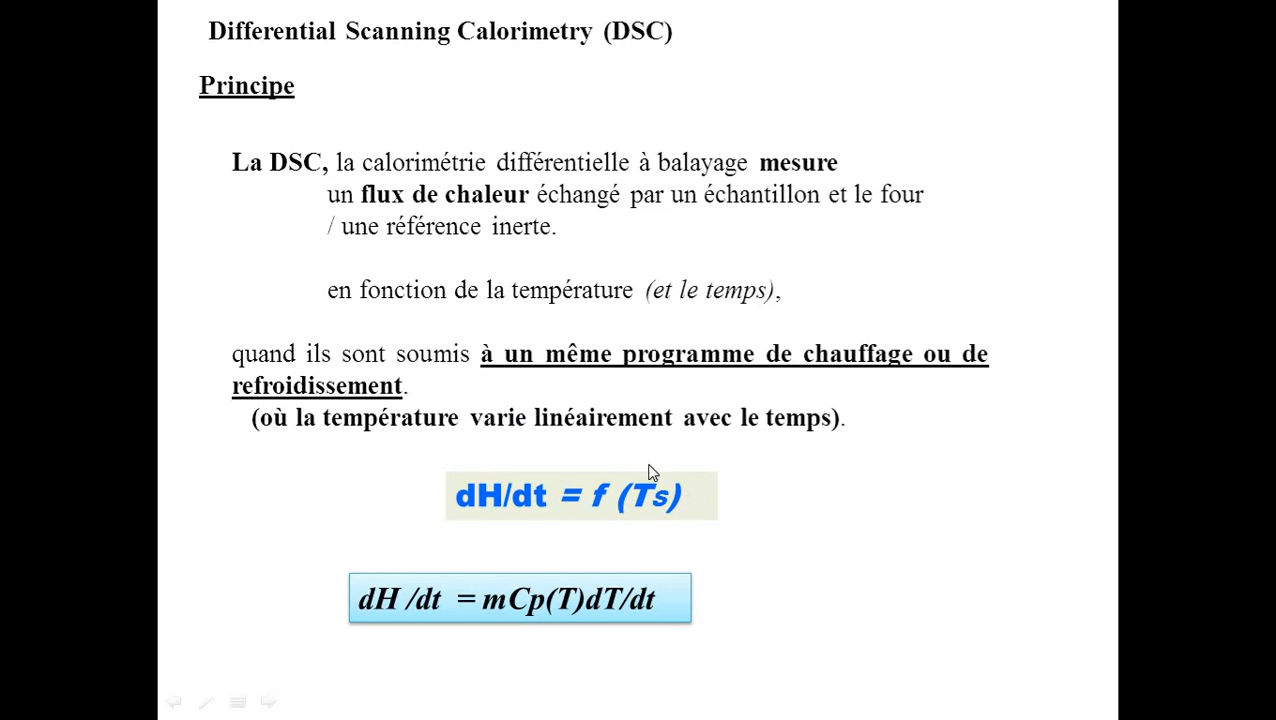 Differential Scanning Calorimetry (DSC)
Principe
La DSC, la calorimétrie différentielle à balayage mesure
un flux de chaleur échangé par un échantillon et le four
/ une référence inerte.
en fonction de la température (et le temps),
quand ils sont soumis à un même programme de chauffage ou de
refroidissement.
(où la température varie linéairement avec le temps).
dH/dt = f (Ts)
dH /dt = mCp(T)dT/dt